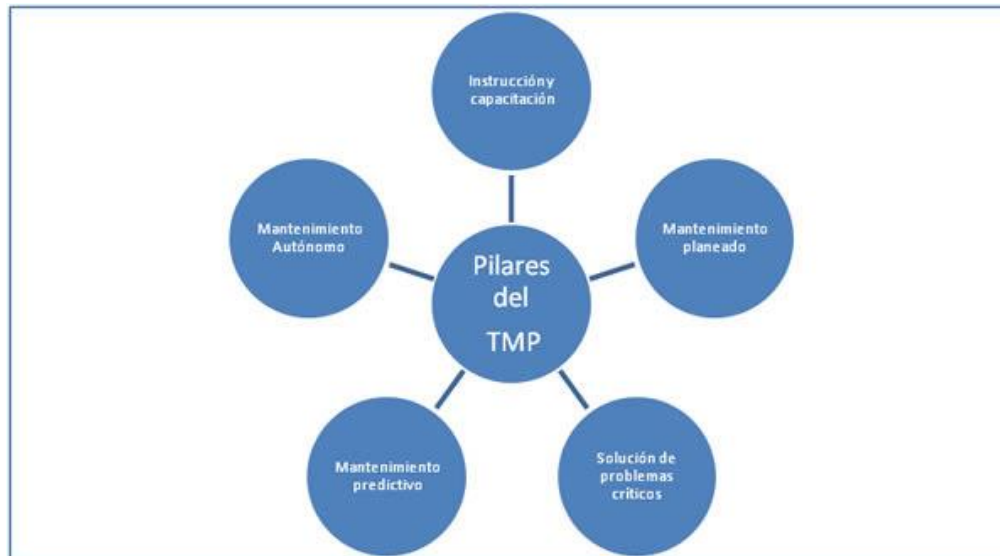 Instrucción y
capacitación
Mantenimiento
Autónomo
Mantenimiento
planeado
Pilares
del
TMP
Mantenimiento
predictivo
Solución de
problemas
críticos